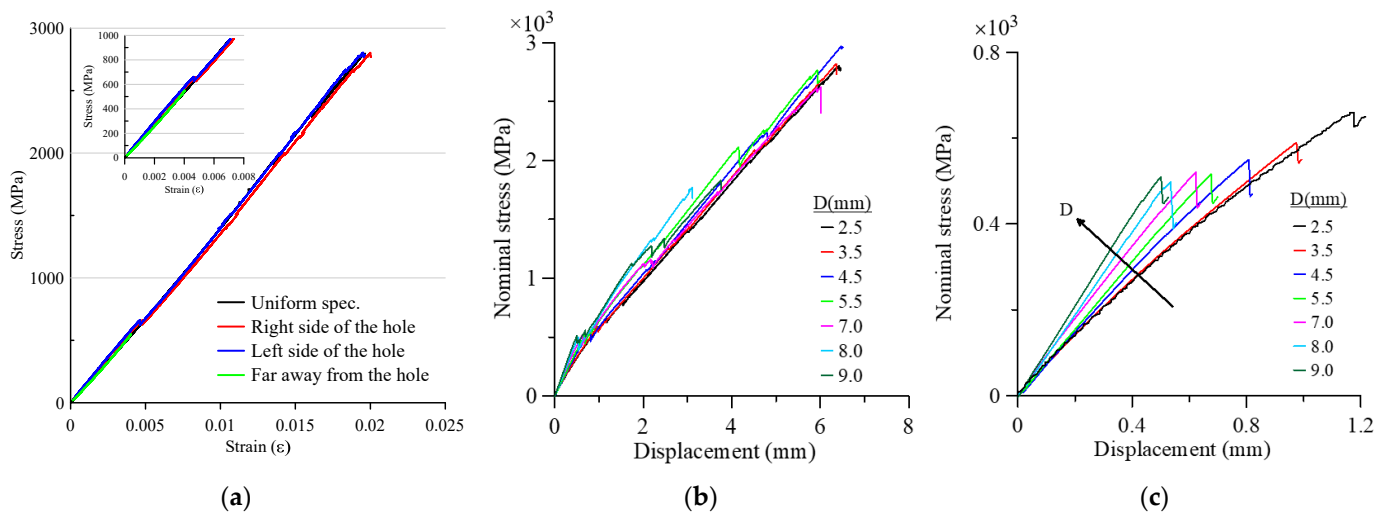 3000
2000
1000
0
Stress (MPa)
0
0.005
0.01
0.015
0.02
0.025
Strain (ε)
1000
800
600
400
200
0
Stress (MPa)
0
0.002
0.004
0.006
0.008
Strain (ε)
Uniform spec.
Right side of the hole
Left side of the hole
Far away from the hole
(a)
×10³
3
2
1
0
Nominal stress (MPa)
0
2
4
6
8
Displacement (mm)
D(mm)
2.5
3.5
4.5
5.5
7.0
8.0
9.0
(b)
×10³
0.8
0.4
0
Nominal stress (MPa)
0
0.4
0.8
1.2
Displacement (mm)
D
D(mm)
2.5
3.5
4.5
5.5
7.0
8.0
9.0
(c)